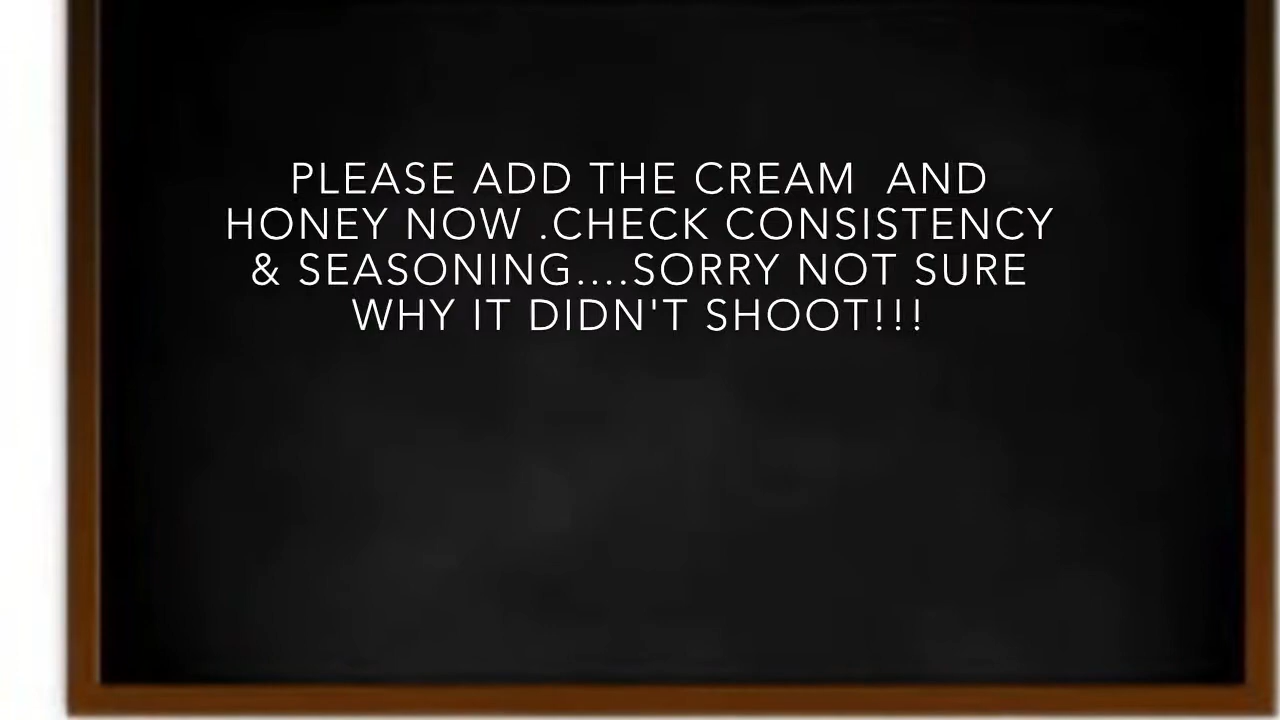 PLEASE ADD THE CREAM  AND
HONEY NOW .CHECK CONSISTENCY
& SEASONING....SORRY NOT SURE
WHY IT DIDN'T SHOOT!!!